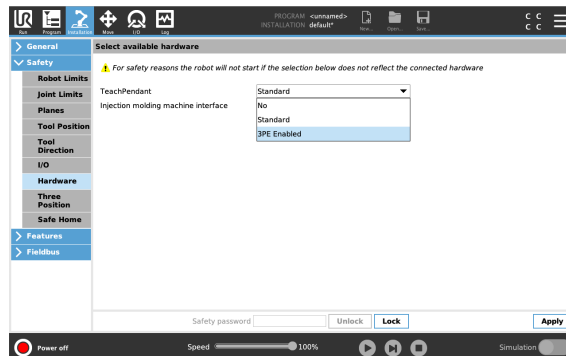 UR
PROGRAM <unnamed>
INSTALLATION default*
C C
C C
Run Program Installation Move I/O Log New... Open... Save...
General
Select available hardware
Safety
For safety reasons the robot will not start if the selection below does not reflect the connected hardware
Robot Limits
TeachPendant Standard
Joint Limits
Injection molding machine interface No
Planes
Standard
Tool Position
3PE Enabled
Tool
Direction
I/O
Hardware
Three
Position
Safe Home
Features
Fieldbus
Safety password Unlock Lock Apply
Power off Speed 100% Simulation